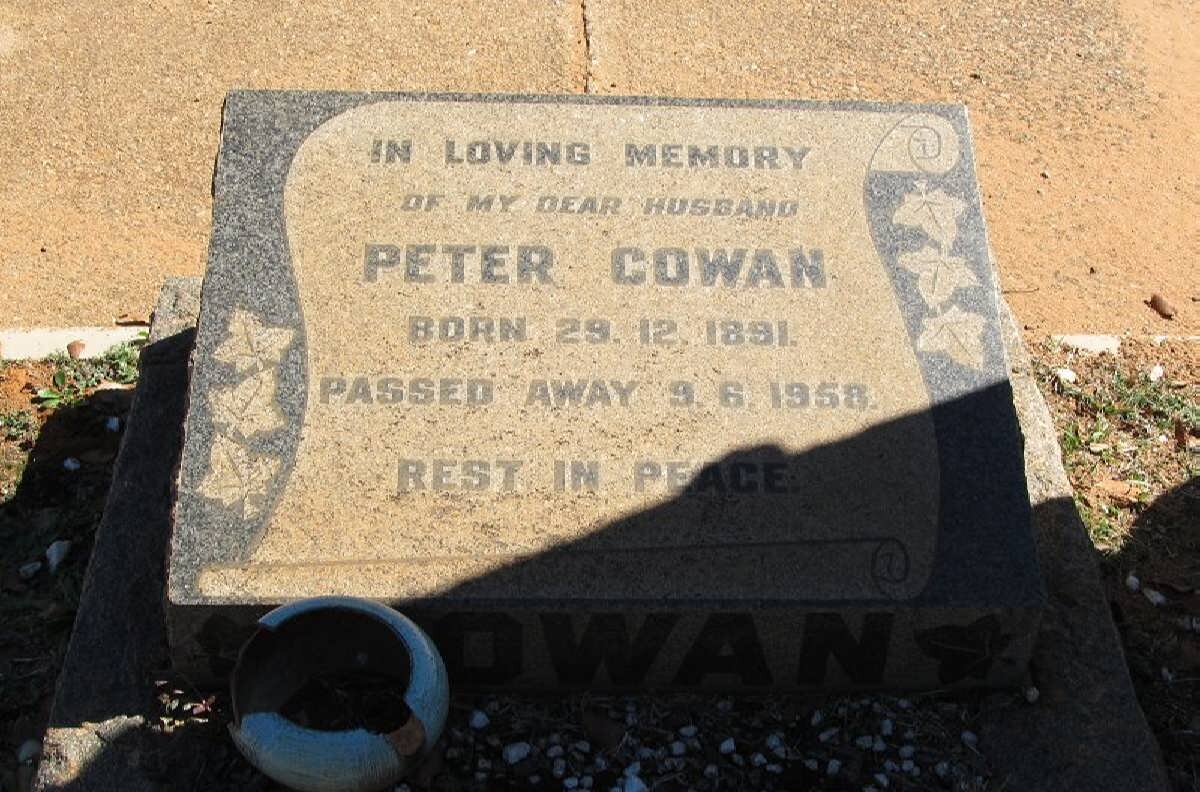 IN LOVING MEMORY
OF MY DEAR HUSBAND
PETER COWAN
BORN 29. 12. 1891.
PASSED AWAY 9. 6. 1958.
REST IN PEACE.
COWAN